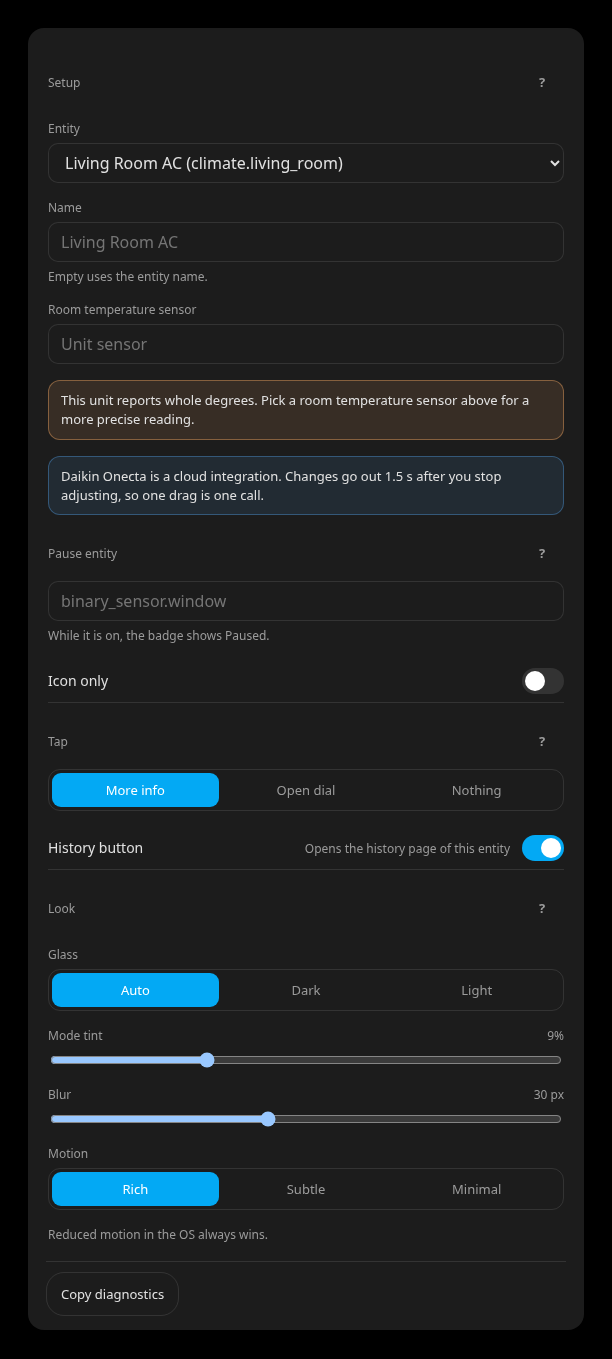 Setup ?
Entity
Living Room AC (climate.living_room)
Name
Living Room AC
Empty uses the entity name.
Room temperature sensor
Unit sensor
This unit reports whole degrees. Pick a room temperature sensor above for a
more precise reading.
Daikin Onecta is a cloud integration. Changes go out 1.5 s after you stop
adjusting, so one drag is one call.
Pause entity ?
binary_sensor.window
While it is on, the badge shows Paused.
Icon only
Tap ?
More info Open dial Nothing
History button Opens the history page of this entity
Look ?
Glass
Auto Dark Light
Mode tint 9%
Blur 30 px
Motion
Rich Subtle Minimal
Reduced motion in the OS always wins.
Copy diagnostics